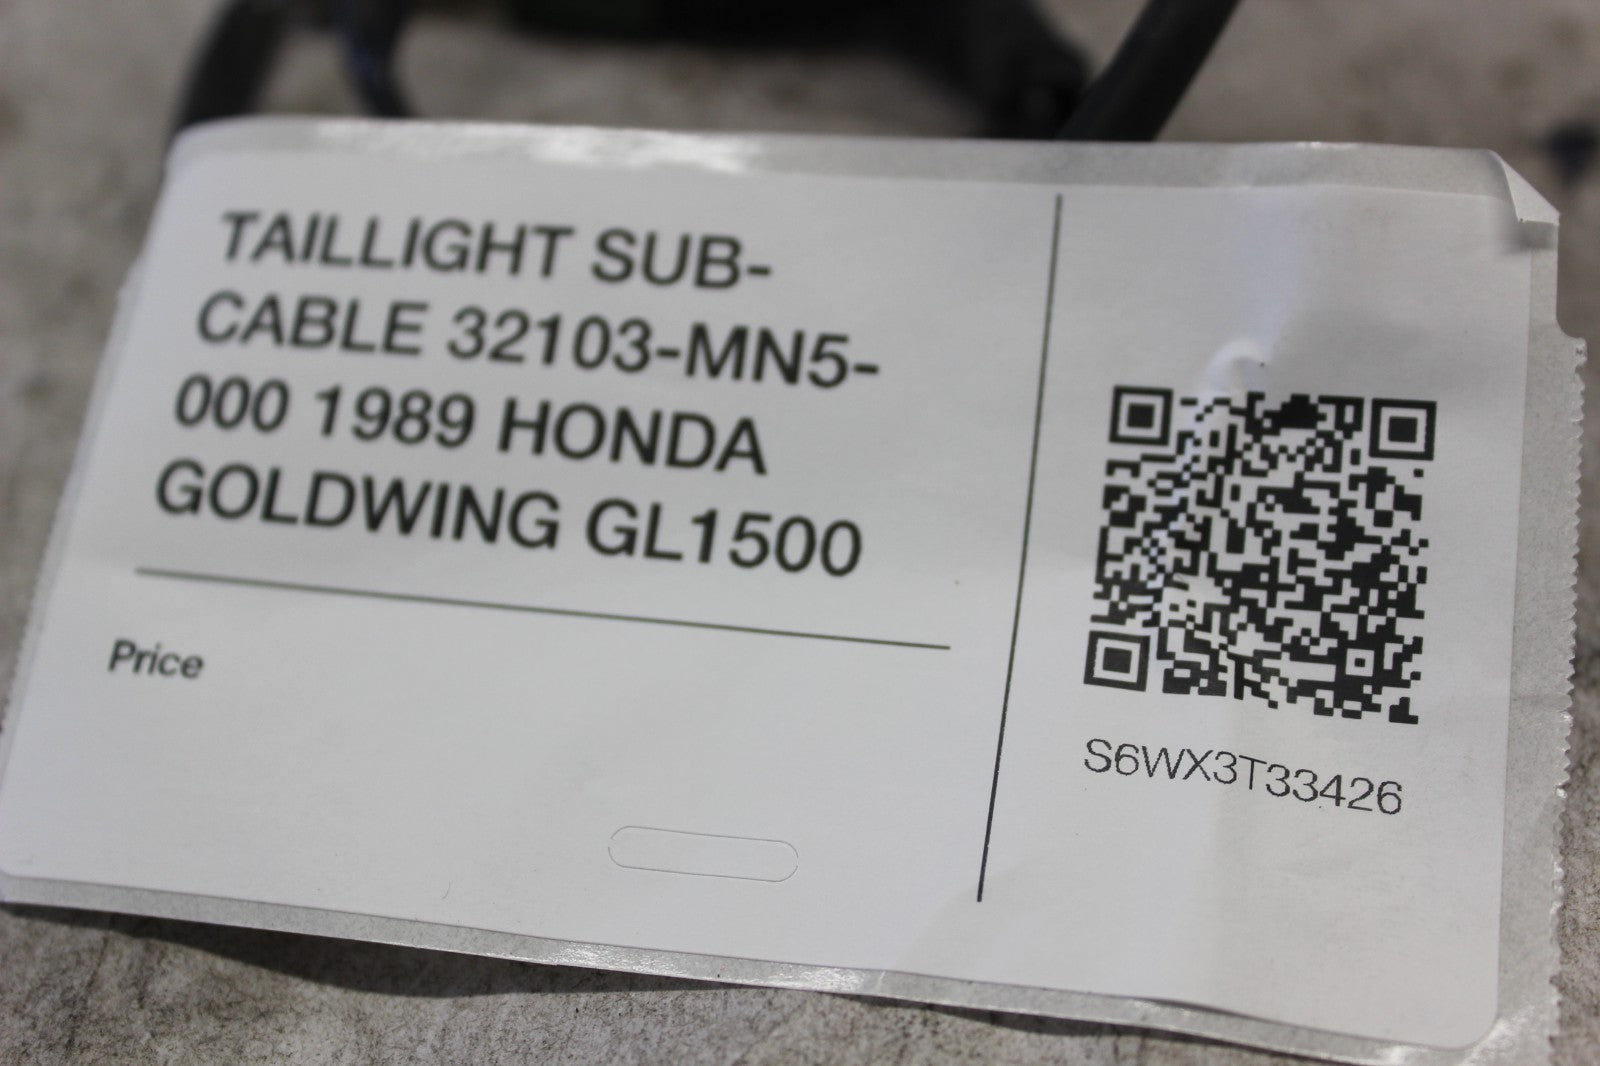 TAILLIGHT SUB-
CABLE 32103-MN5-
000 1989 HONDA
GOLDWING GL1500
Price
S6WX3T33426